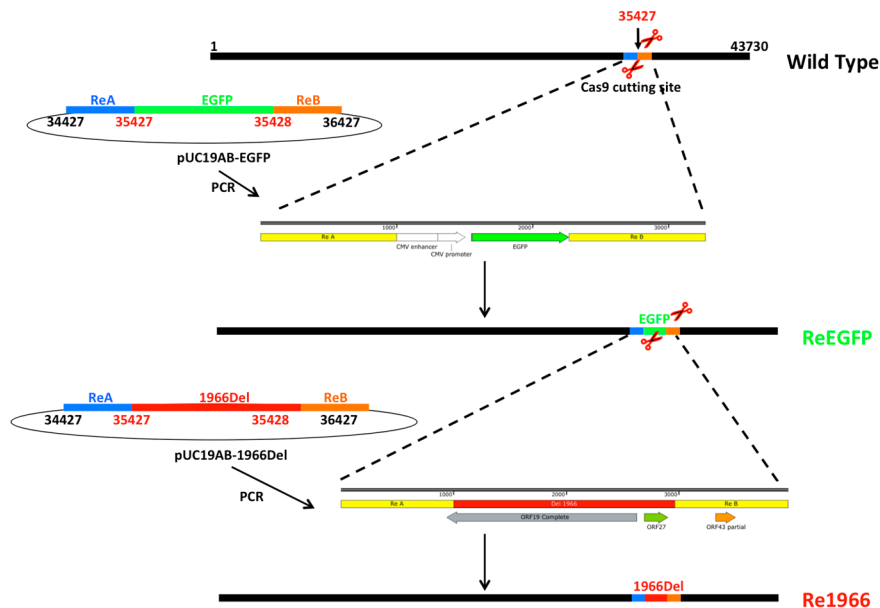 35427
1
43730
Wild Type
Cas9 cutting site
ReA
EGFP
ReB
34427
35427
35428
36427
pUC19AB-EGFP
PCR
1000
2000
3000
Re A
CMV enhancer
CMV promoter
EGFP
Re B
EGFP
ReEGFP
ReA
1966Del
ReB
34427
35427
35428
36427
pUC19AB-1966Del
PCR
1000
2000
3000
Re A
Del 1966
Re B
ORF19 Complete
ORF27
ORF43 partial
1966Del
Re1966